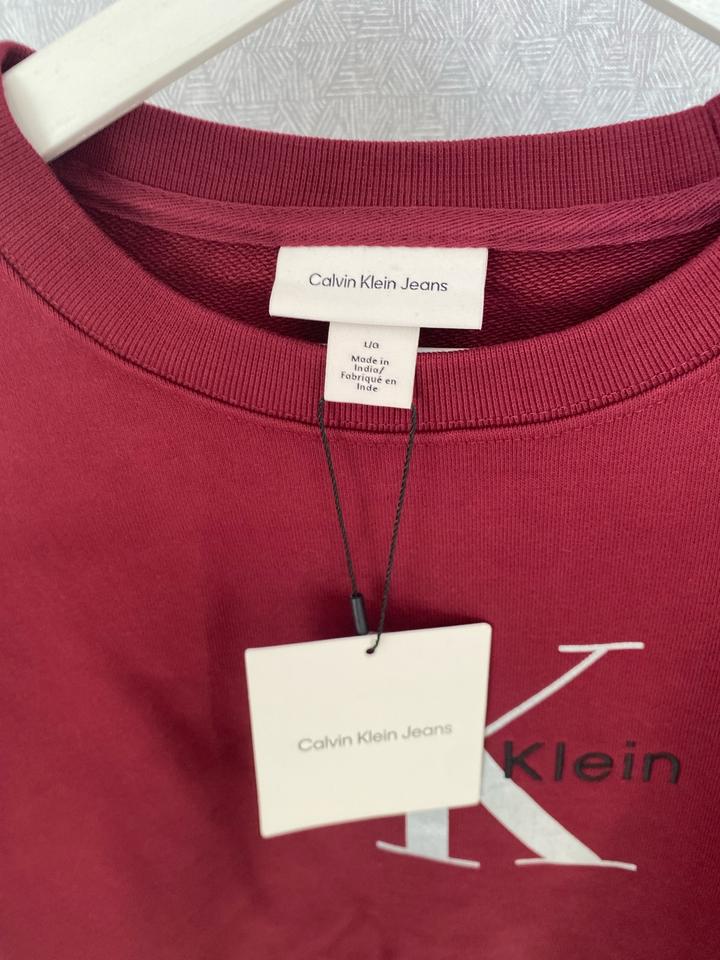 Calvin Klein Jeans
L/G
Made in
India/
Fabriqué en
Inde
Calvin Klein Jeans
K
Klein